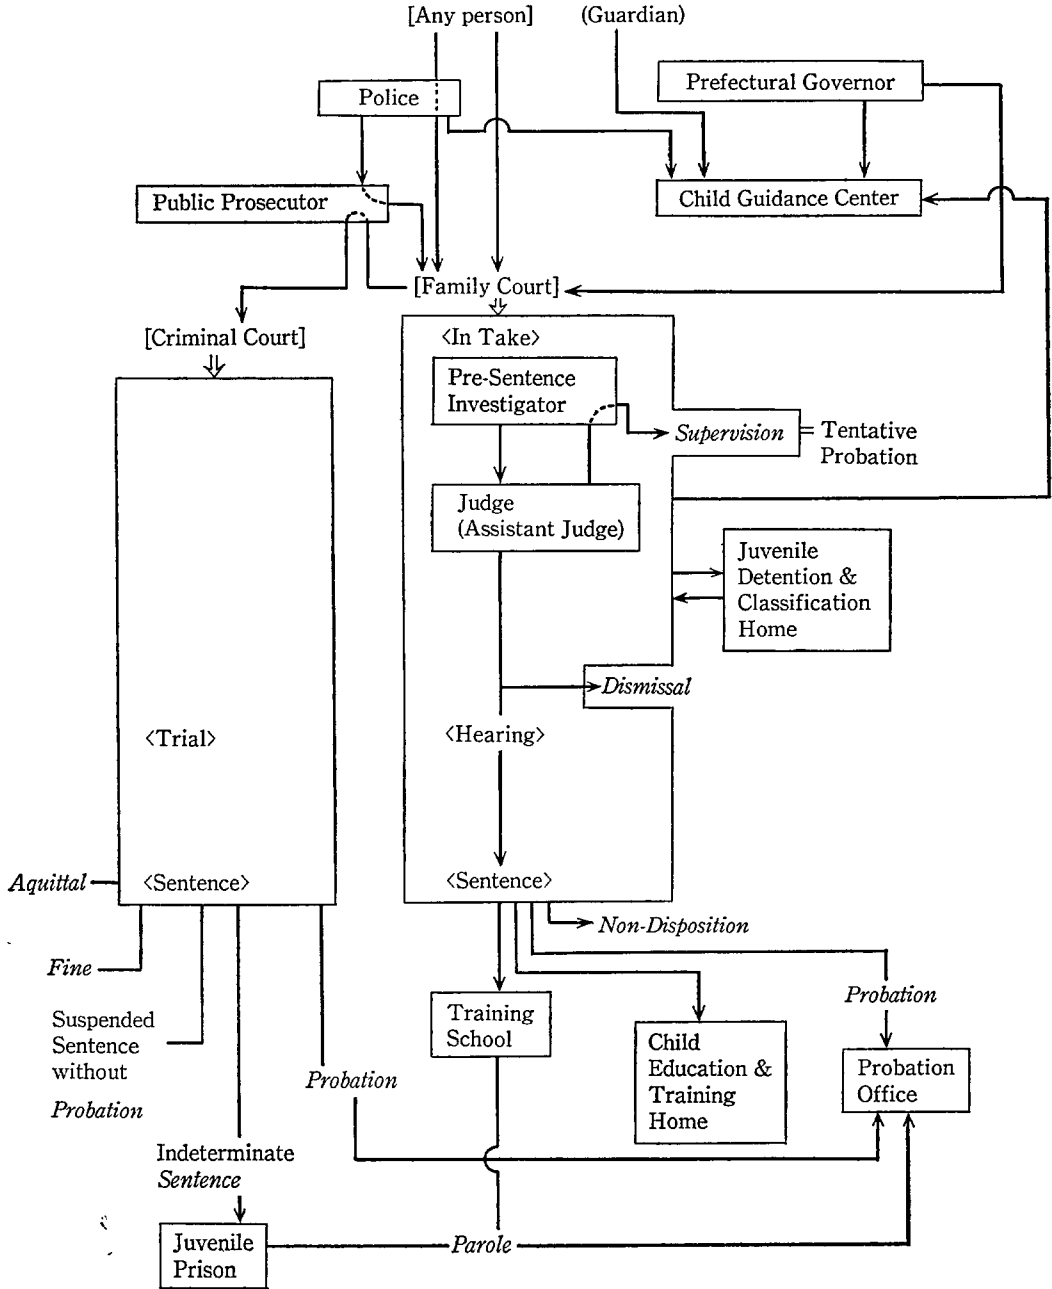 [Any person]
(Guardian)
Prefectural Governor
Police
Public Prosecutor
Child Guidance Center
[Family Court]
[Criminal Court]
<In Take>
Pre-Sentence
Investigator
Supervision
= Tentative
Probation
Judge
(Assistant Judge)
Juvenile
Detention &
Classification
Home
Dismissal
<Trial>
<Hearing>
Aquittal
<Sentence>
<Sentence>
Non-Disposition
Fine
Probation
Training
School
Suspended
Sentence
without
Probation
Child
Education &
Training
Home
Probation
Office
Probation
Indeterminate
Sentence
Juvenile
Prison
Parole